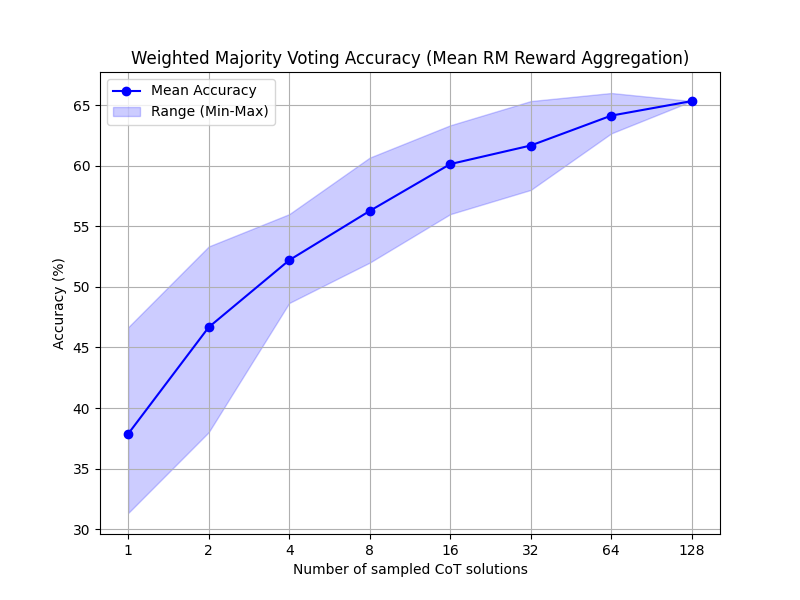 Weighted Majority Voting Accuracy (Mean RM Reward Aggregation)
Mean Accuracy
Range (Min-Max)
Accuracy (%)
65
60
55
50
45
40
35
30
1 2 4 8 16 32 64 128
Number of sampled CoT solutions